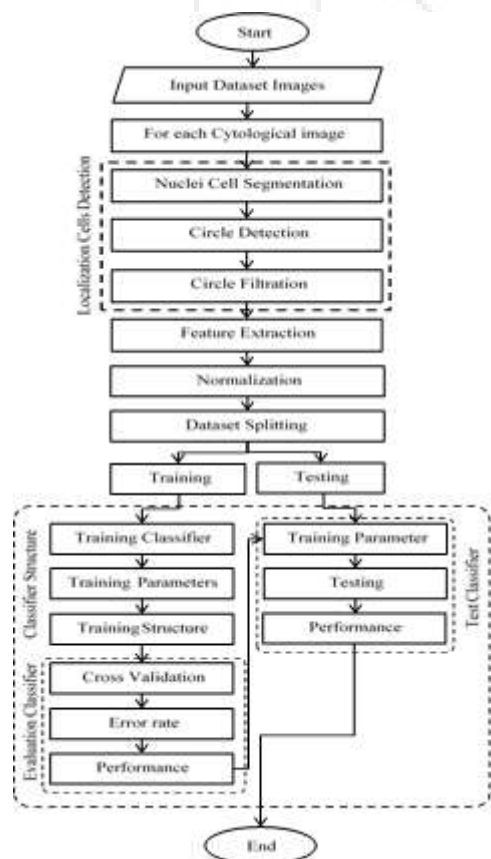 Start
Input Dataset Images
For each Cytological image
Localization Cells Detection
Nuclei Cell Segmentation
Circle Detection
Circle Filtration
Feature Extraction
Normalization
Dataset Splitting
Training
Testing
Classifier Structure
Training Classifier
Training Parameters
Training Structure
Evaluation Classifier
Cross Validation
Error rate
Performance
Test Classifier
Training Parameter
Testing
Performance
End